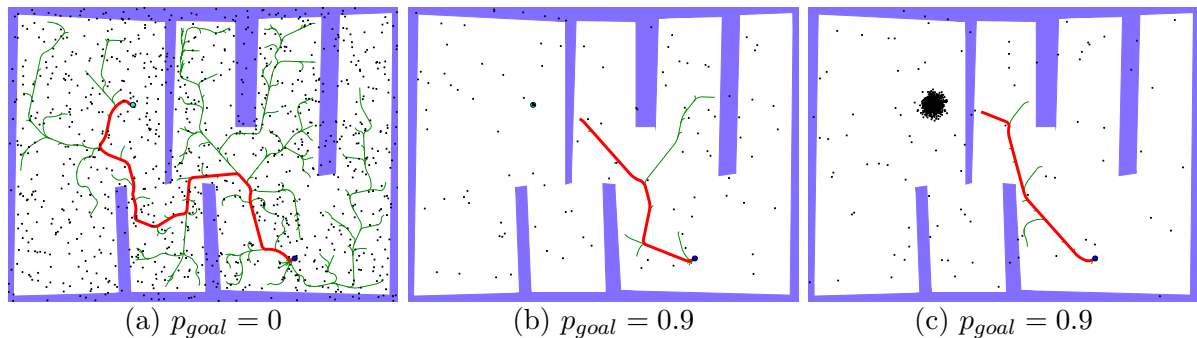 (a) p_goal = 0 (b) p_goal = 0.9 (c) p_goal = 0.9